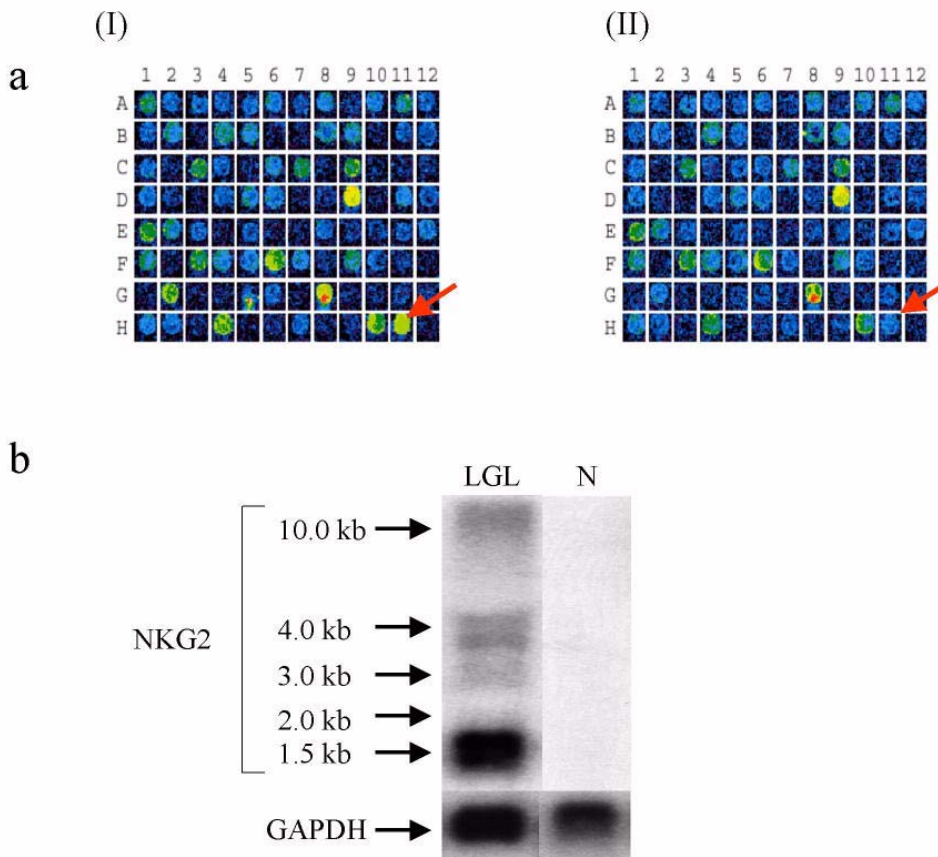 (I) (II)
a
1 2 3 4 5 6 7 8 9 10 11 12 1 2 3 4 5 6 7 8 9 10 11 12
A A
B B
C C
D D
E E
F F
G G
H H
b
LGL N
10.0 kb
4.0 kb
NKG2
3.0 kb
2.0 kb
1.5 kb
GAPDH